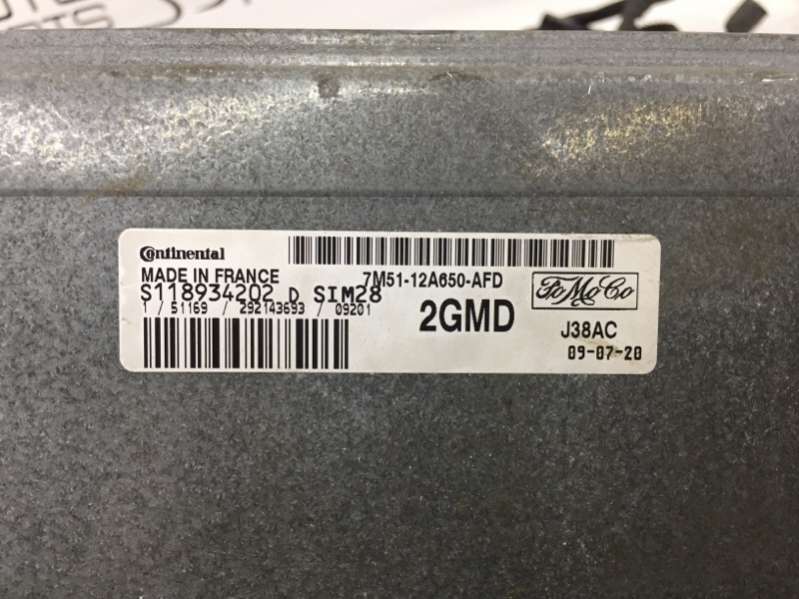 Continental
MADE IN FRANCE
7M51-12A650-AFD
S118934202 D SIM28
1 / 51169 / 292143693 / 09201
2GMD
FoMoCo
J38AC
09-07-20